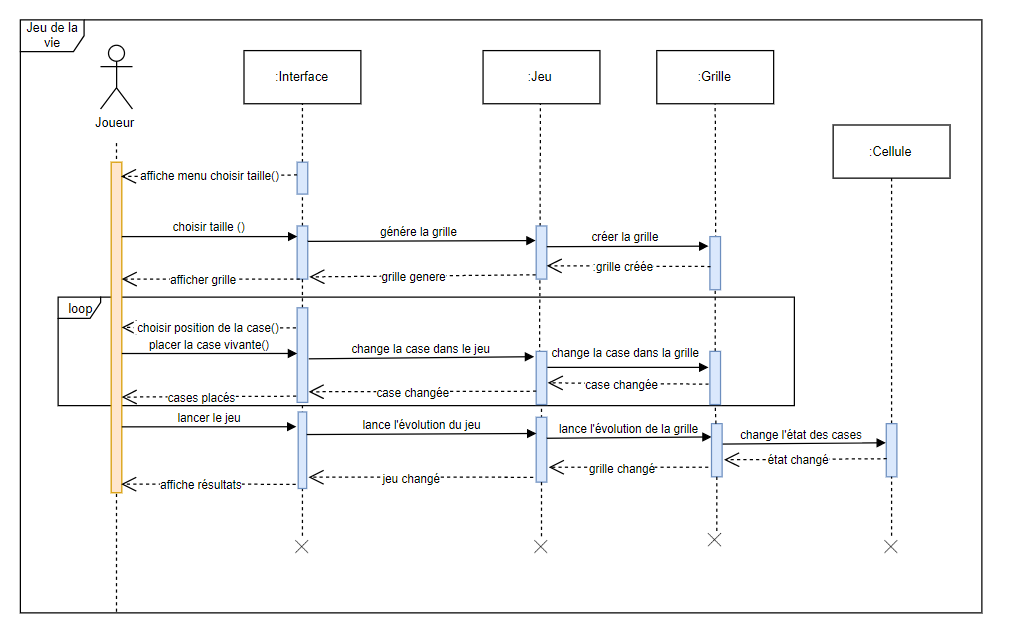 Jeu de la
vie
:Interface
:Jeu
:Grille
Joueur
:Cellule
affiche menu choisir taille()
choisir taille ()
génére la grille
créer la grille
:grille créée
grille genere
afficher grille
loop
choisir position de la case()
placer la case vivante()
change la case dans le jeu
change la case dans la grille
case changée
case changée
cases placés
lancer le jeu
lance l'évolution du jeu
lance l'évolution de la grille
change l'état des cases
état changé
grille changé
jeu changé
affiche résultats